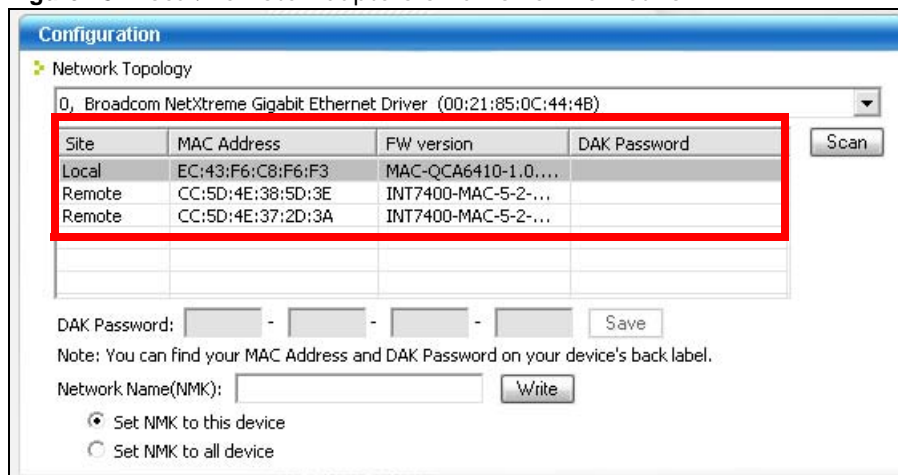 Configuration
Network Topology
0, Broadcom NetXtreme Gigabit Ethernet Driver (00:21:85:0C:44:4B)
Site MAC Address FW version DAK Password Scan
Local EC:43:F6:C8:F6:F3 MAC-QCA6410-1.0....
Remote CC:5D:4E:38:5D:3E INT7400-MAC-5-2-...
Remote CC:5D:4E:37:2D:3A INT7400-MAC-5-2-...
DAK Password: - - - Save
Note: You can find your MAC Address and DAK Password on your device's back label.
Network Name(NMK): Write
Set NMK to this device
Set NMK to all device